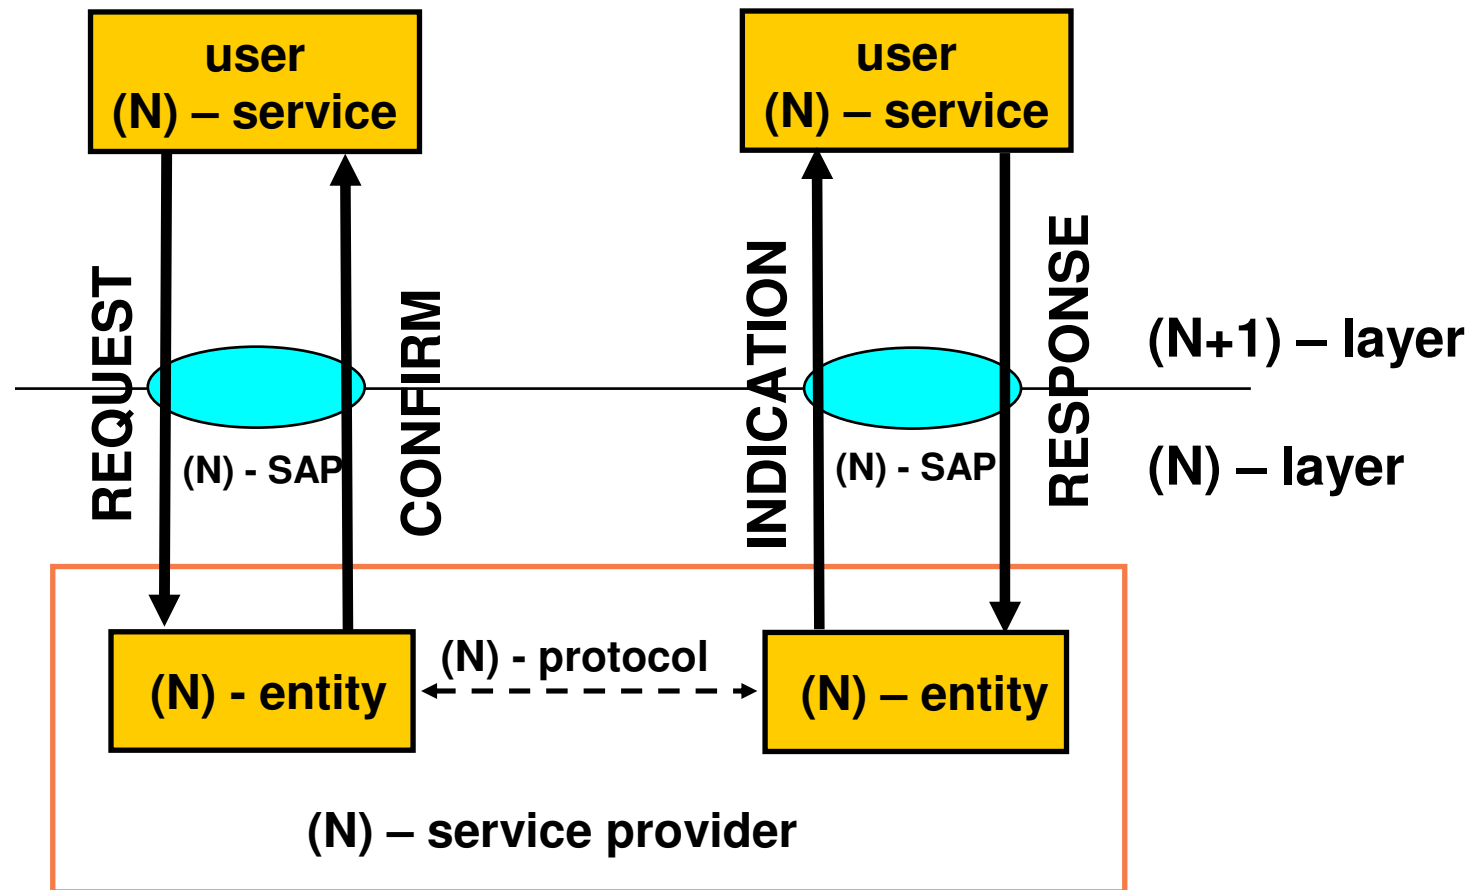 user
(N) – service
user
(N) – service
REQUEST
CONFIRM
INDICATION
RESPONSE
(N+1) – layer
(N) - SAP
(N) - SAP
(N) – layer
(N) - entity
(N) - protocol
(N) – entity
(N) – service provider